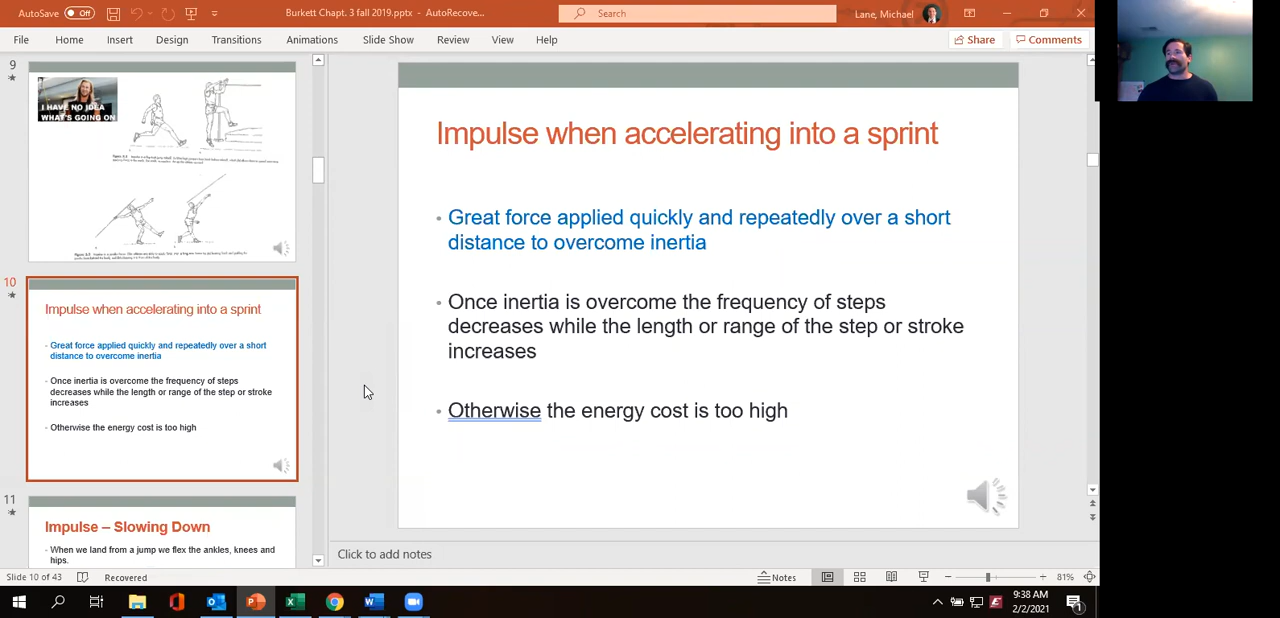 AutoSave Off
Burkett Chapt. 3 fall 2019.pptx - AutoRecove...
Search
Lane, Michael
File Home Insert Design Transitions Animations Slide Show Review View Help
Share Comments
9
I HAVE NO IDEA
WHAT'S GOING ON
10
Impulse when accelerating into a sprint
Great force applied quickly and repeatedly over a short
distance to overcome inertia
Once inertia is overcome the frequency of steps
decreases while the length or range of the step or stroke
increases
Otherwise the energy cost is too high
11
Impulse – Slowing Down
When we land from a jump we flex the ankles, knees and
hips.
Impulse when accelerating into a sprint
Great force applied quickly and repeatedly over a short
distance to overcome inertia
Once inertia is overcome the frequency of steps
decreases while the length or range of the step or stroke
increases
Otherwise the energy cost is too high
Click to add notes
Slide 10 of 43 Recovered
Notes
81%
9:38 AM
2/2/2021